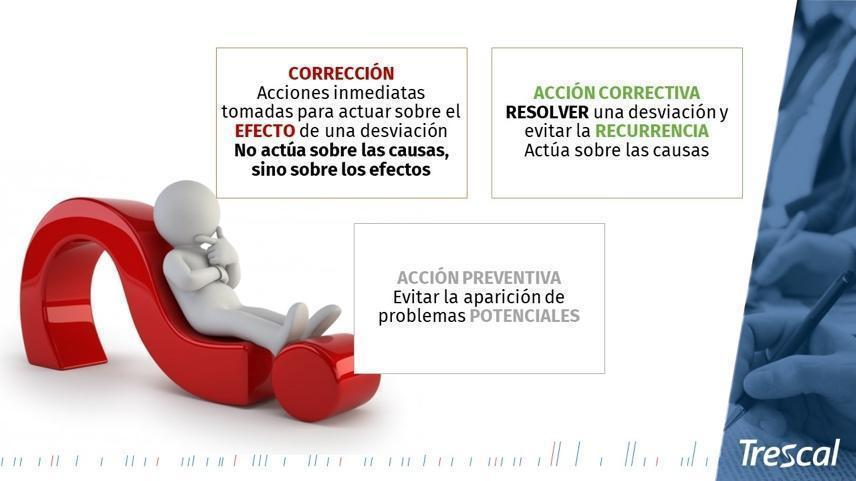 CORRECCIÓN
Acciones inmediatas
tomadas para actuar sobre el
EFECTO de una desviación
No actúa sobre las causas,
sino sobre los efectos
ACCIÓN CORRECTIVA
RESOLVER una desviación y
evitar la RECURRENCIA
Actúa sobre las causas
ACCIÓN PREVENTIVA
Evitar la aparición de
problemas POTENCIALES
Trescal